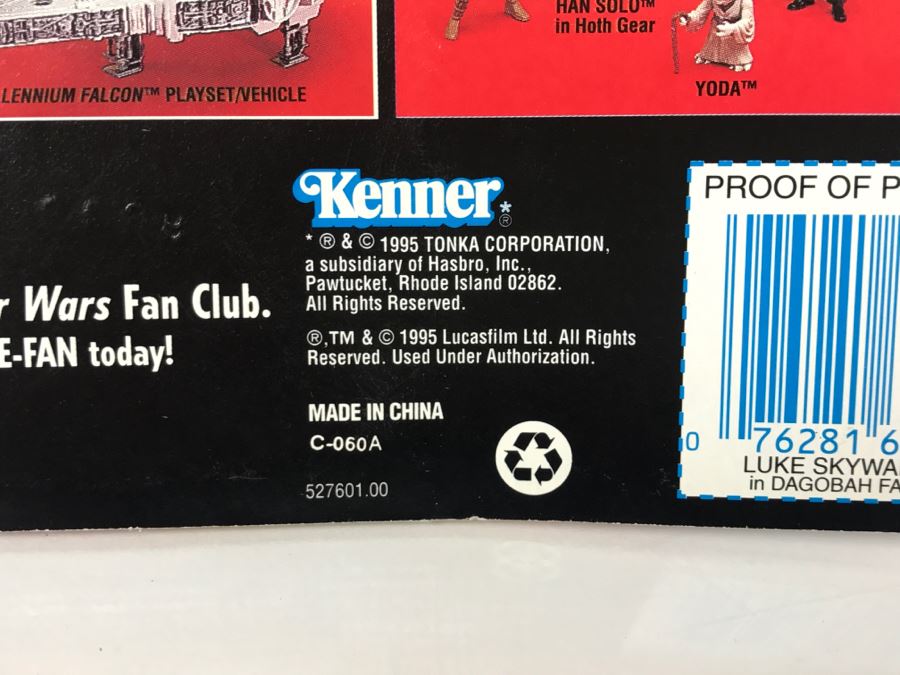 HAN SOLO™
in Hoth Gear
LENNIUM FALCON™ PLAYSET/VEHICLE
YODA™
Kenner*®
* ® & © 1995 TONKA CORPORATION,
a subsidiary of Hasbro, Inc.,
Pawtucket, Rhode Island 02862.
All Rights Reserved.
®,TM & © 1995 Lucasfilm Ltd. All Rights
Reserved. Used Under Authorization.
MADE IN CHINA
C-060A
527601.00
r Wars Fan Club.
E-FAN today!
PROOF OF P
0 76281 6
LUKE SKYWA
in DAGOBAH FA